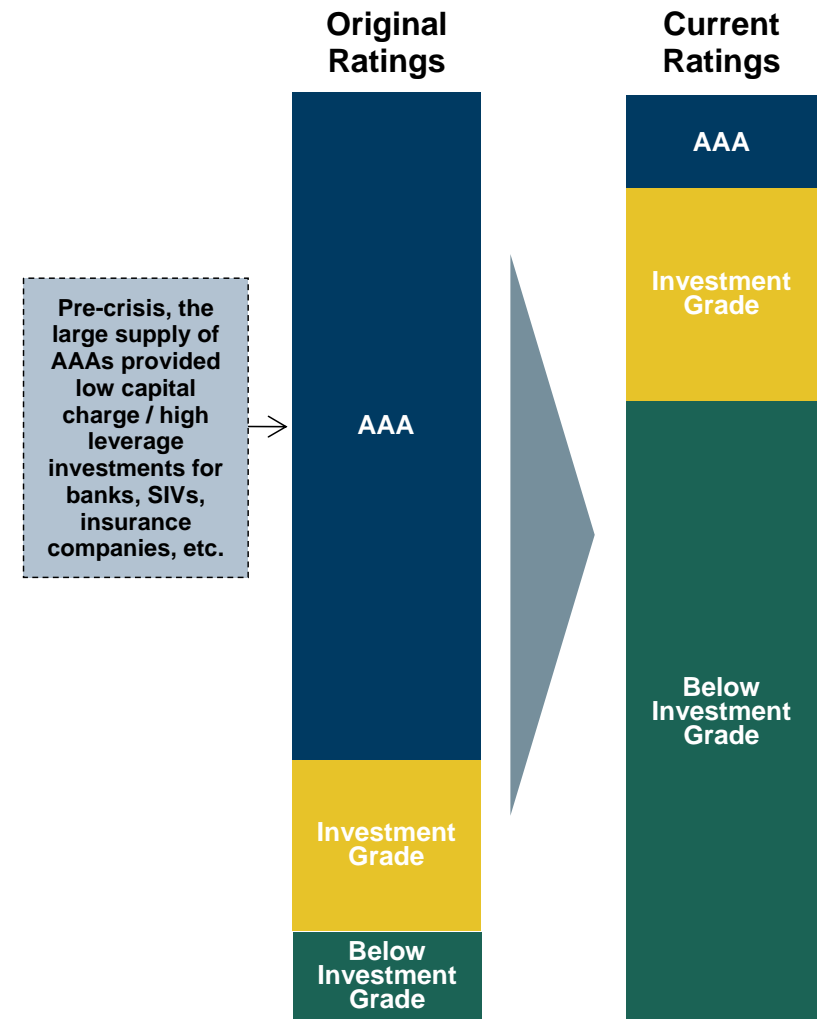 Original
Ratings
Current
Ratings
AAA
Investment
Grade
Pre-crisis, the
large supply of
AAAs provided
low capital
charge / high
leverage
investments for
banks, SIVs,
insurance
companies, etc.
AAA
Below
Investment
Grade
Investment
Grade
Below
Investment
Grade